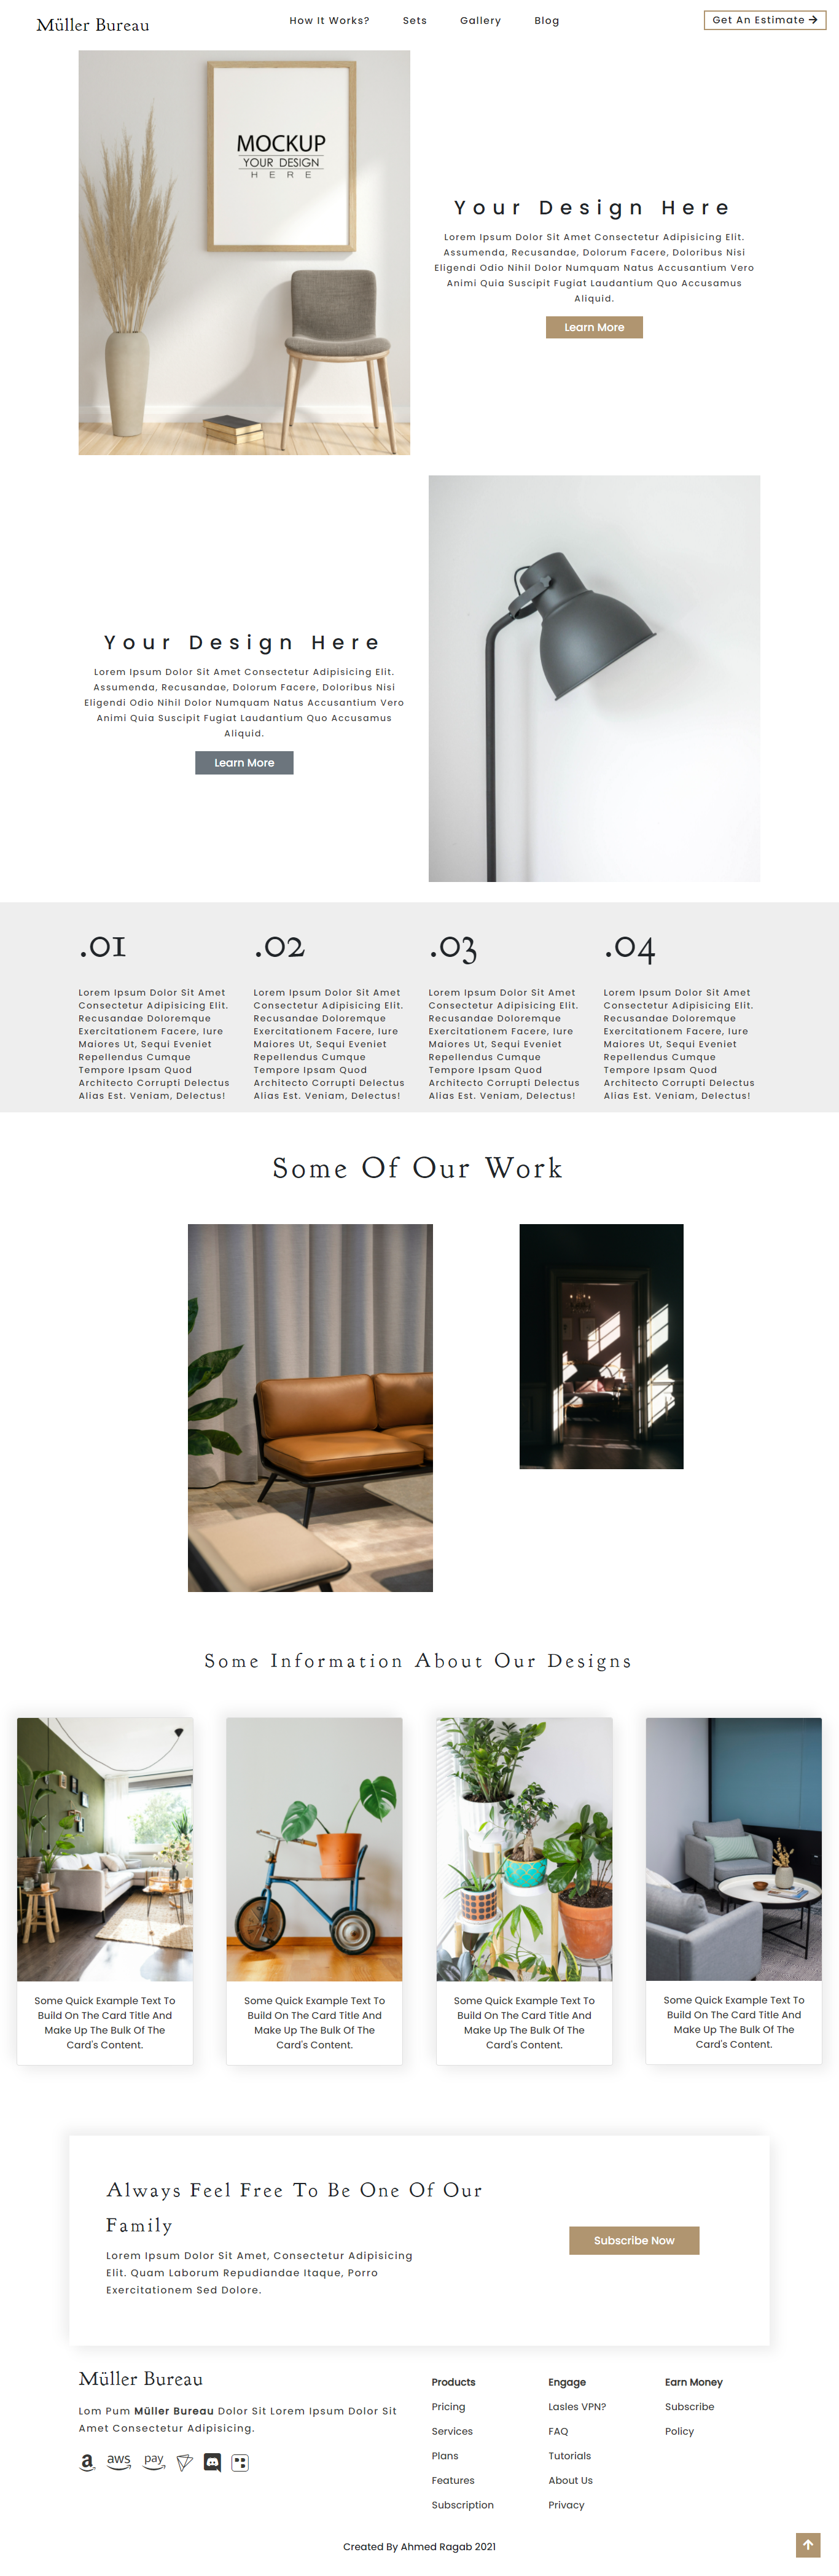 Müller Bureau
How It Works?
Sets
Gallery
Blog
Get An Estimate
MOCKUP
YOUR DESIGN
HERE
Your Design Here
Lorem Ipsum Dolor Sit Amet Consectetur Adipisicing Elit.
Assumenda, Recusandae, Dolorum Facere, Doloribus Nisi
Eligendi Odio Nihil Dolor Numquam Natus Accusantium Vero
Animi Quia Suscipit Fugiat Laudantium Quo Accusamus
Aliquid.
Learn More
Your Design Here
Lorem Ipsum Dolor Sit Amet Consectetur Adipisicing Elit.
Assumenda, Recusandae, Dolorum Facere, Doloribus Nisi
Eligendi Odio Nihil Dolor Numquam Natus Accusantium Vero
Animi Quia Suscipit Fugiat Laudantium Quo Accusamus
Aliquid.
Learn More
.01
Lorem Ipsum Dolor Sit Amet
Consectetur Adipisicing Elit.
Recusandae Doloremque
Exercitationem Facere, Iure
Maiores Ut, Sequi Eveniet
Repellendus Cumque
Tempore Ipsam Quod
Architecto Corrupti Delectus
Alias Est. Veniam, Delectus!
.02
Lorem Ipsum Dolor Sit Amet
Consectetur Adipisicing Elit.
Recusandae Doloremque
Exercitationem Facere, Iure
Maiores Ut, Sequi Eveniet
Repellendus Cumque
Tempore Ipsam Quod
Architecto Corrupti Delectus
Alias Est. Veniam, Delectus!
.03
Lorem Ipsum Dolor Sit Amet
Consectetur Adipisicing Elit.
Recusandae Doloremque
Exercitationem Facere, Iure
Maiores Ut, Sequi Eveniet
Repellendus Cumque
Tempore Ipsam Quod
Architecto Corrupti Delectus
Alias Est. Veniam, Delectus!
.04
Lorem Ipsum Dolor Sit Amet
Consectetur Adipisicing Elit.
Recusandae Doloremque
Exercitationem Facere, Iure
Maiores Ut, Sequi Eveniet
Repellendus Cumque
Tempore Ipsam Quod
Architecto Corrupti Delectus
Alias Est. Veniam, Delectus!
Some Of Our Work
Some Information About Our Designs
Some Quick Example Text To
Build On The Card Title And
Make Up The Bulk Of The
Card's Content.
Some Quick Example Text To
Build On The Card Title And
Make Up The Bulk Of The
Card's Content.
Some Quick Example Text To
Build On The Card Title And
Make Up The Bulk Of The
Card's Content.
Some Quick Example Text To
Build On The Card Title And
Make Up The Bulk Of The
Card's Content.
Always Feel Free To Be One Of Our
Family
Lorem Ipsum Dolor Sit Amet, Consectetur Adipisicing
Elit. Quam Laborum Repudiandae Itaque, Porro
Exercitationem Sed Dolore.
Subscribe Now
Müller Bureau
Lom Pum Müller Bureau Dolor Sit Lorem Ipsum Dolor Sit
Amet Consectetur Adipisicing.
a
aws
pay
Products
Pricing
Services
Plans
Features
Subscription
Engage
Lasles VPN?
FAQ
Tutorials
About Us
Privacy
Earn Money
Subscribe
Policy
Created By Ahmed Ragab 2021